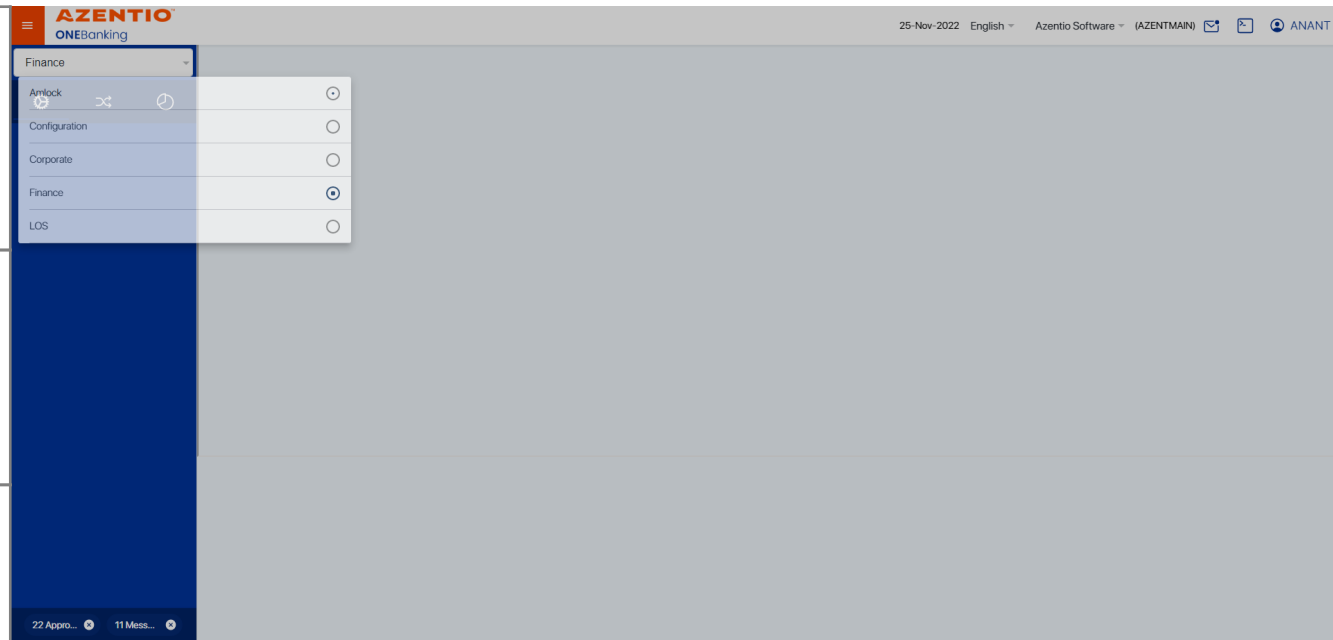 AZENTIO™
ONEBanking
25-Nov-2022 English Azentio Software (AZENTMAIN) ANANT
Finance
Amlock
Configuration
Corporate
Finance
LOS
22 Appro... 11 Mess...